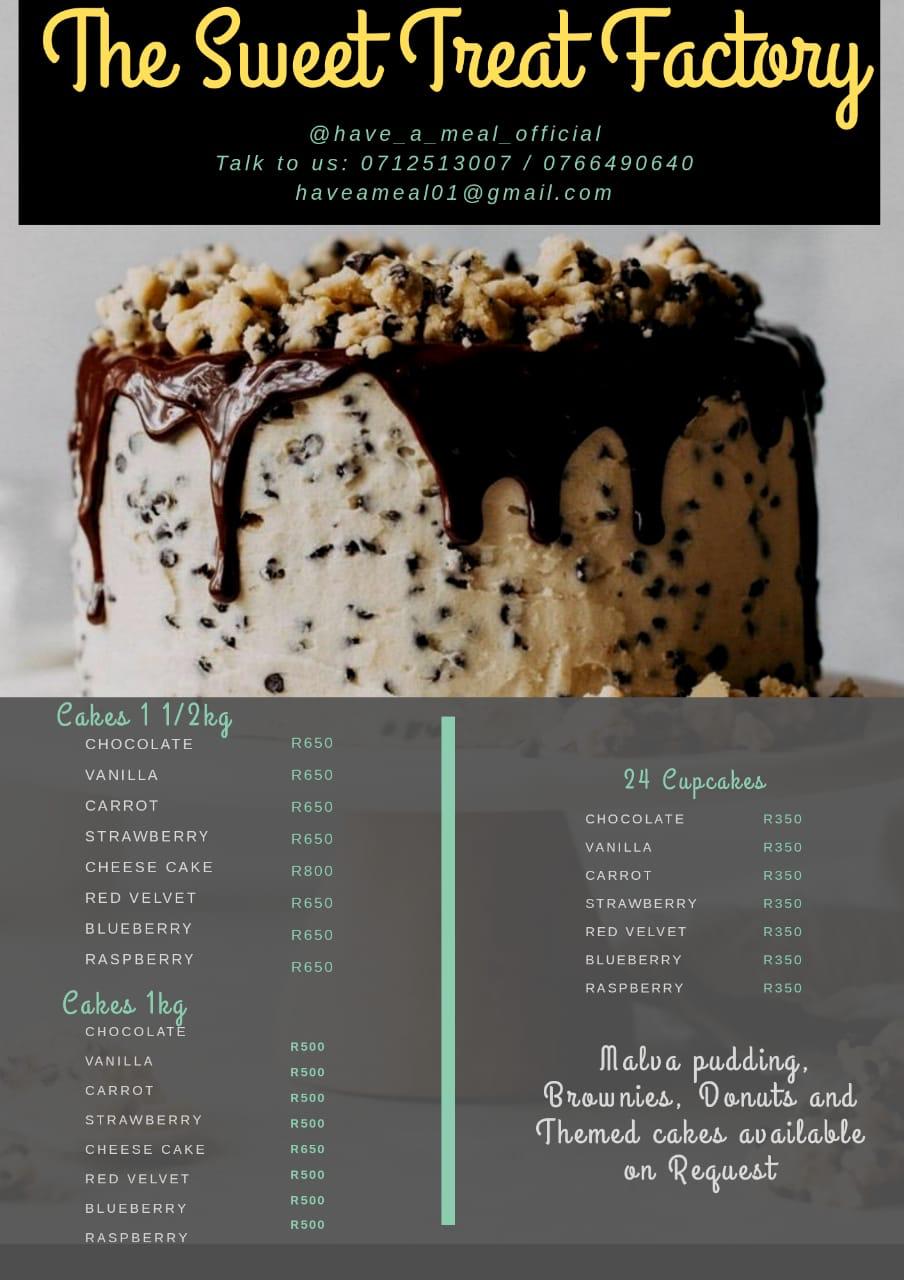 The Sweet Treat Factory
@have_a_meal_official
Talk to us: 0712513007 / 0766490640
haveameal01@gmail.com
Cakes 1 1/2kg
CHOCOLATE R650
VANILLA R650
CARROT R650
STRAWBERRY R650
CHEESE CAKE R800
RED VELVET R650
BLUEBERRY R650
RASPBERRY R650
Cakes 1kg
CHOCOLATE R500
VANILLA R500
CARROT R500
STRAWBERRY R500
CHEESE CAKE R650
RED VELVET R500
BLUEBERRY R500
RASPBERRY R500
24 Cupcakes
CHOCOLATE R350
VANILLA R350
CARROT R350
STRAWBERRY R350
RED VELVET R350
BLUEBERRY R350
RASPBERRY R350
Malva pudding,
Brownies, Donuts and
Themed cakes available
on Request